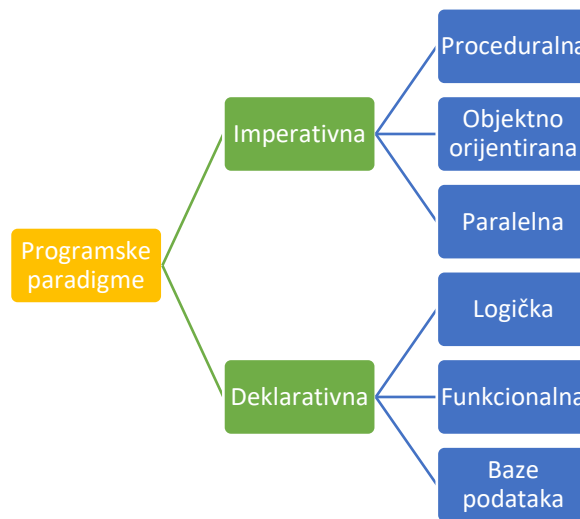 Programske
paradigme
Imperativna
Proceduralna
Objektno
orijentirana
Paralelna
Deklarativna
Logička
Funkcionalna
Baze
podataka